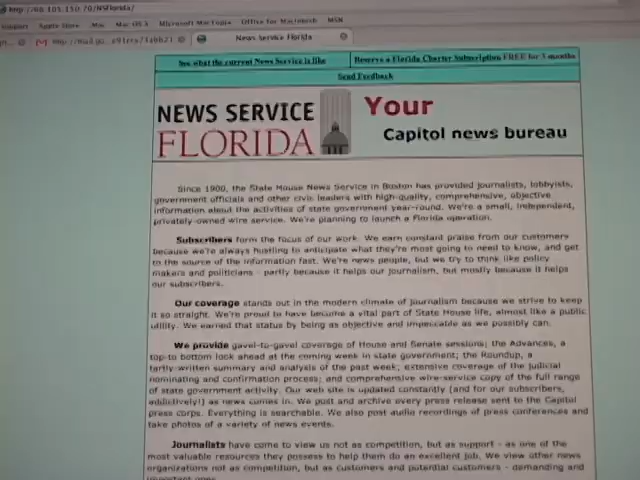 Apple Store Mac Mac OS X Microsoft MacTopia Office for Macintosh MSN
News Service Florida
See what the current News Service is like
Reserve a Florida Charter Subscription FREE for 3 months
Send Feedback
NEWS SERVICE
FLORIDA
Your
Capitol news bureau
Since 1900, the State House News Service in Boston has provided journalists, lobbyists,
government officials and other civic leaders with high-quality, comprehensive, objective
information about the activities of state government year-round. We're a small, independent,
privately-owned wire service. We're planning to launch a Florida operation.
Subscribers form the focus of our work. We earn constant praise from our customers
because we're always hustling to anticipate what they're most going to need to know, and get
to the source of the information fast. We're news people, but we try to think like policy
makers and politicians - partly because it helps our journalism, but mostly because it helps
our subscribers.
Our coverage stands out in the modern climate of journalism because we strive to keep
it so straight. We're proud to have become a vital part of State House life, almost like a public
utility. We earned that status by being as objective and impeccable as we possibly can.
We provide gavel-to-gavel coverage of House and Senate sessions; the Advances, a
top-to-bottom look ahead at the coming week in state government; the Roundup, a
tartly-written summary and analysis of the past week; extensive coverage of the judicial
nominating and confirmation process; and comprehensive wire-service copy of the full range
of state government activity. Our web site is updated constantly (and for our subscribers,
addictively!) as news comes in. We post and archive every press release sent to the Capitol
press corps. Everything is searchable. We also post audio recordings of press conferences and
take photos of a variety of news events.
Journalists have come to view us not as competition, but as support - as one of the
most valuable resources they possess to help them do an excellent job. We view other news
organizations not as competition, but as customers and potential customers - demanding and